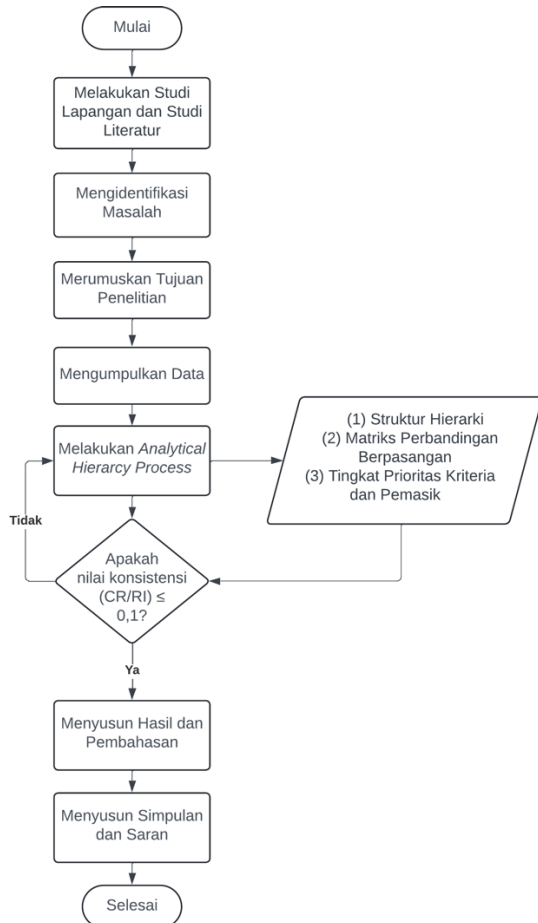 Mulai
Melakukan Studi
Lapangan dan Studi
Literatur
Mengidentifikasi
Masalah
Merumuskan Tujuan
Penelitian
Mengumpulkan Data
Melakukan Analytical
Hierarcy Process
(1) Struktur Hierarki
(2) Matriks Perbandingan
Berpasangan
(3) Tingkat Prioritas Kriteria
dan Pemasik
Tidak
Apakah
nilai konsistensi
(CR/RI) ≤
0,1?
Ya
Menyusun Hasil dan
Pembahasan
Menyusun Simpulan
dan Saran
Selesai